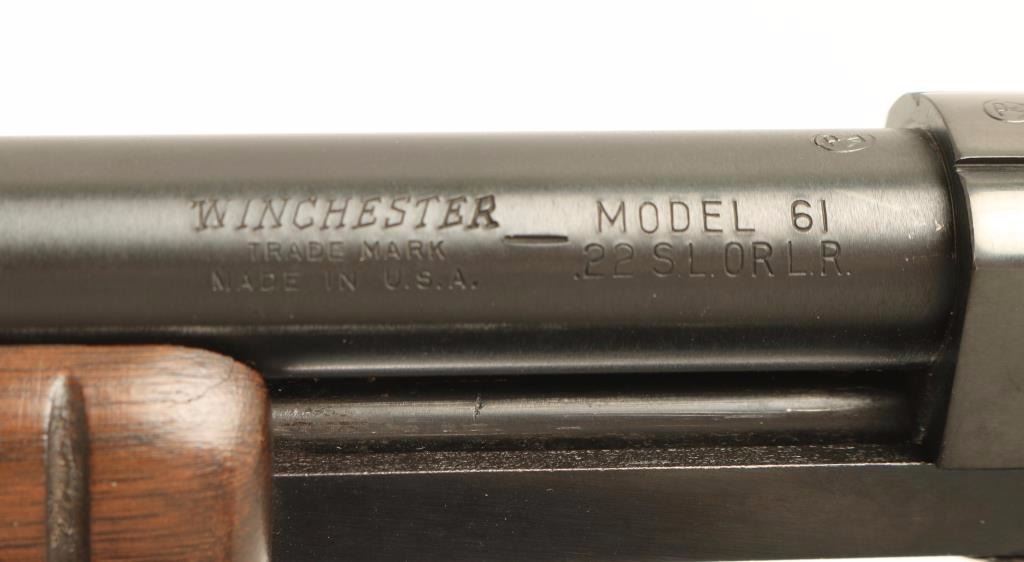 WINCHESTER
TRADE MARK
MADE IN U.S.A.
MODEL 61
.22 S.L.OR L.R.